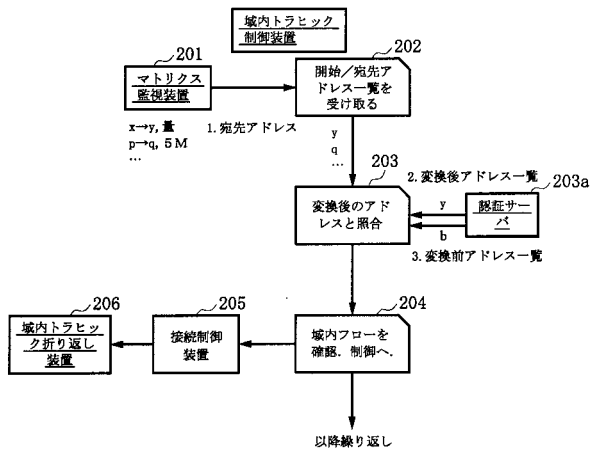 域内トラヒック
制御装置
201
マトリクス
監視装置
x→y, 量
p→q, 5M
…
1. 宛先アドレス
202
開始／宛先ア
ドレス一覧を
受け取る
y
q
…
203
変換後のアド
レスと照合
2. 変換後アドレス一覧
203a
認証サー
バ
y
b
3. 変換前アドレス一覧
204
域内フローを
確認. 制御へ.
205
接続制御
装置
206
域内トラヒッ
ク折り返し
装置
以降繰り返し